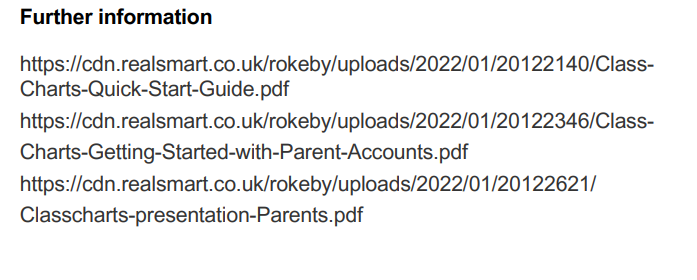 Further information
https://cdn.realsmart.co.uk/rokeby/uploads/2022/01/20122140/Class-
Charts-Quick-Start-Guide.pdf
https://cdn.realsmart.co.uk/rokeby/uploads/2022/01/20122346/Class-
Charts-Getting-Started-with-Parent-Accounts.pdf
https://cdn.realsmart.co.uk/rokeby/uploads/2022/01/20122621/
Classcharts-presentation-Parents.pdf